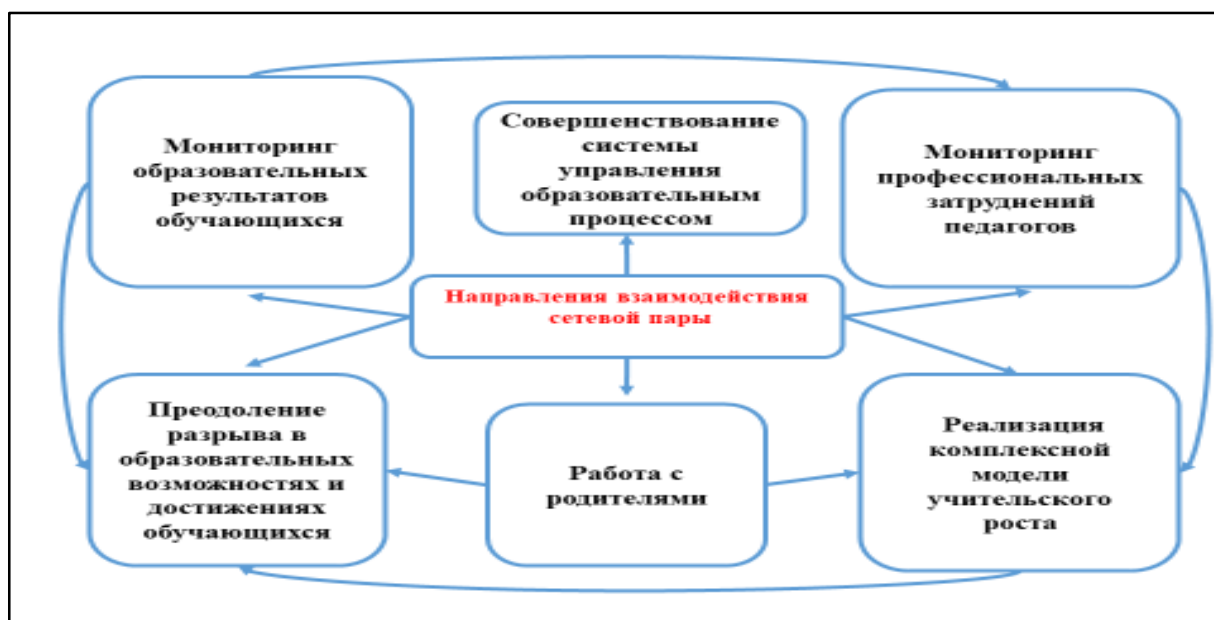 Мониторинг
образовательных
результатов
обучающихся
Совершенствование
системы
управления
образовательным
процессом
Мониторинг
профессиональных
затруднений
педагогов
Направления взаимодействия
сетевой пары
Преодоление
разрыва в
образовательных
возможностях и
достижениях
обучающихся
Работа с
родителями
Реализация
комплексной
модели
учительского
роста